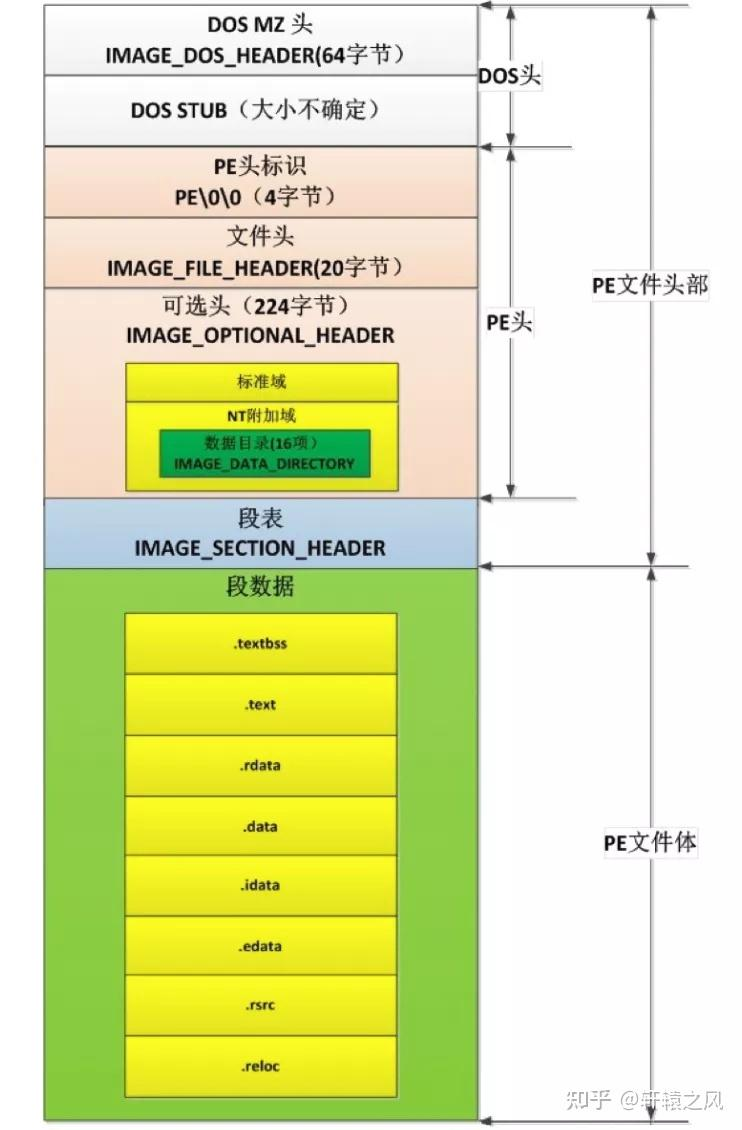 DOS MZ 头
IMAGE_DOS_HEADER(64字节）
DOS头
DOS STUB（大小不确定）
PE头标识
PE\0\0（4字节）
文件头
IMAGE_FILE_HEADER(20字节）
PE文件头部
可选头（224字节）
IMAGE_OPTIONAL_HEADER
PE头
标准域
NT附加域
数据目录(16项）
IMAGE_DATA_DIRECTORY
段表
IMAGE_SECTION_HEADER
段数据
.textbss
.text
.rdata
.data
PE文件体
.idata
.edata
.rsrc
.reloc
知乎 @轩辕之风